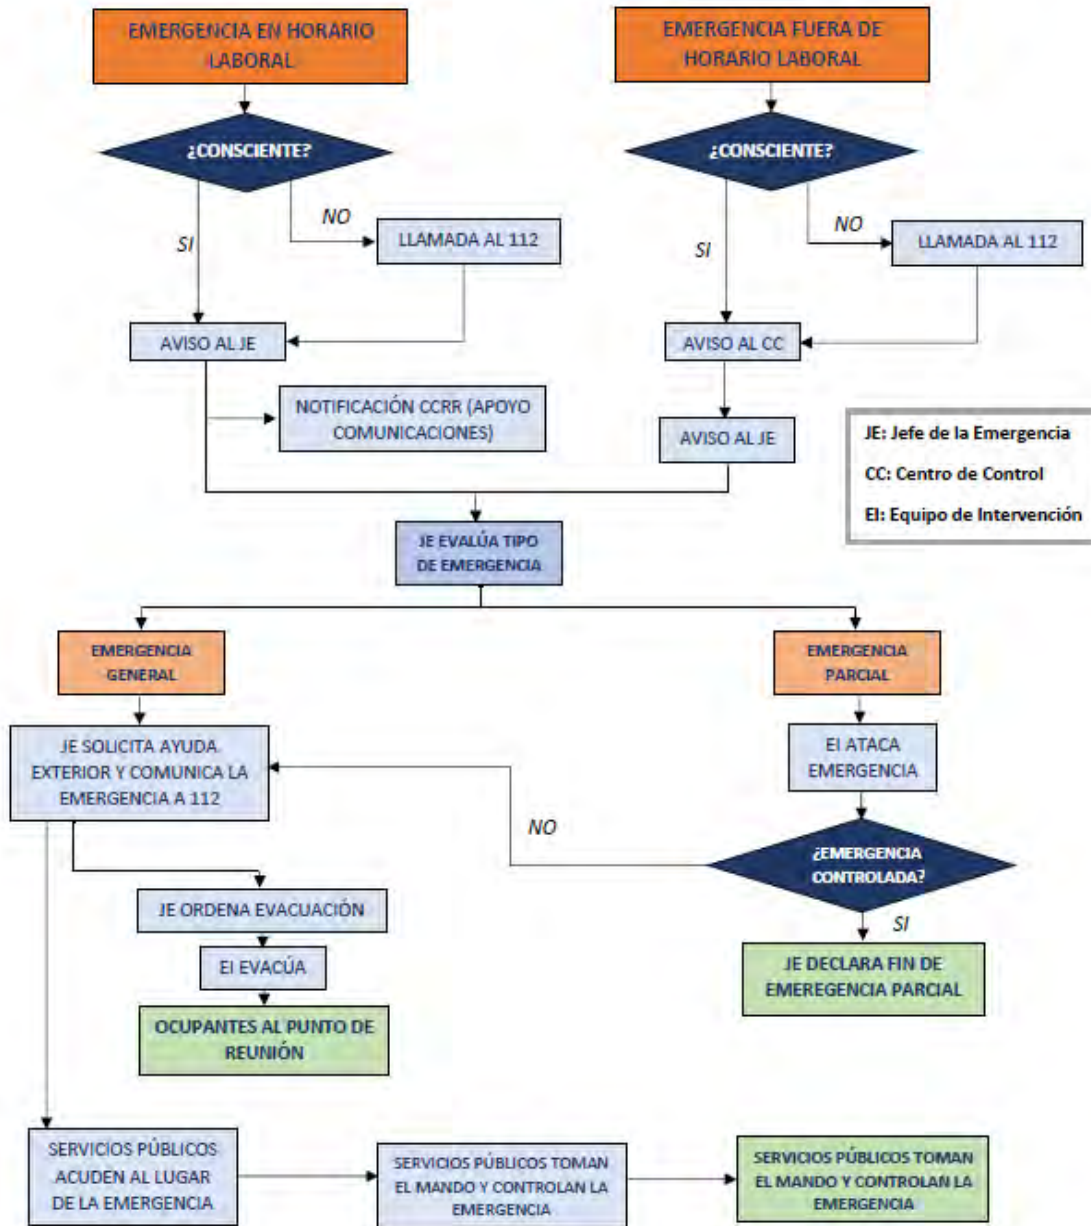 EMERGENCIA EN HORARIO
LABORAL
EMERGENCIA FUERA DE
HORARIO LABORAL
¿CONSCIENTE?
¿CONSCIENTE?
NO
LLAMADA AL 112
SI
NO
LLAMADA AL 112
SI
AVISO AL JE
AVISO AL CC
NOTIFICACIÓN CCRR (APOYO
COMUNICACIONES)
AVISO AL JE
JE: Jefe de la Emergencia
CC: Centro de Control
EI: Equipo de Intervención
JE EVALÚA TIPO
DE EMERGENCIA
EMERGENCIA
GENERAL
EMERGENCIA
PARCIAL
JE SOLICITA AYUDA
EXTERIOR Y COMUNICA LA
EMERGENCIA A 112
EI ATACA
EMERGENCIA
NO
¿EMERGENCIA
CONTROLADA?
SI
JE ORDENA EVACUACIÓN
EI EVACÚA
OCUPANTES AL PUNTO DE
REUNIÓN
JE DECLARA FIN DE
EMEREGENCIA PARCIAL
SERVICIOS PÚBLICOS
ACUDEN AL LUGAR
DE LA EMERGENCIA
SERVICIOS PÚBLICOS TOMAN
EL MANDO Y CONTROLAN LA
EMERGENCIA
SERVICIOS PÚBLICOS TOMAN
EL MANDO Y CONTROLAN LA
EMERGENCIA